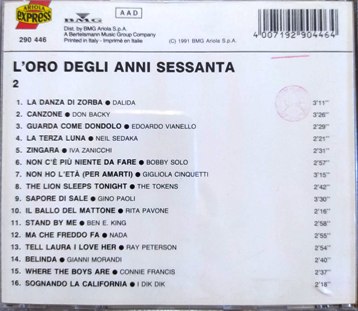 ARIOLA
EXPRESS
290 446
BMG
AAD
Dist. by BMG Ariola S.p.A.
A Bertelsmann Music Group Company
Printed in Italy - Imprimé en Italie
(C) 1991 BMG Ariola S.p.A.
4 007192 904464
L'ORO DEGLI ANNI SESSANTA
2
1. LA DANZA DI ZORBA ● DALIDA 3'11"
2. CANZONE ● DON BACKY 3'26"
3. GUARDA COME DONDOLO ● EDOARDO VIANELLO 2'29"
4. LA TERZA LUNA ● NEIL SEDAKA 2'29"
5. ZINGARA ● IVA ZANICCHI 2'31"
6. NON C'È PIÙ NIENTE DA FARE ● BOBBY SOLO 2'57"
7. NON HO L'ETÀ (PER AMARTI) ● GIGLIOLA CINQUETTI 3'15"
8. THE LION SLEEPS TONIGHT ● THE TOKENS 2'42"
9. SAPORE DI SALE ● GINO PAOLI 3'30"
10. IL BALLO DEL MATTONE ● RITA PAVONE 2'16"
11. STAND BY ME ● BEN E. KING 2'58"
12. MA CHE FREDDO FA ● NADA 2'55"
13. TELL LAURA I LOVE HER ● RAY PETERSON 2'54"
14. BELINDA ● GIANNI MORANDI 2'40"
15. WHERE THE BOYS ARE ● CONNIE FRANCIS 2'37"
16. SOGNANDO LA CALIFORNIA ● I DIK DIK 2'18"